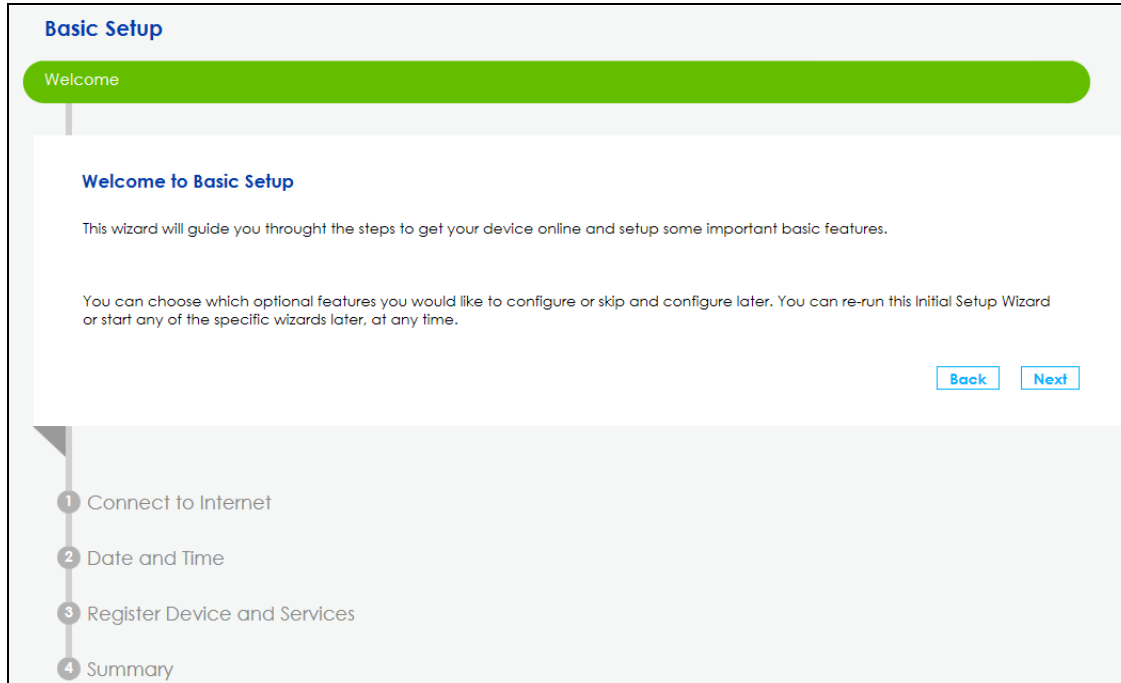 Basic Setup
Welcome
Welcome to Basic Setup
This wizard will guide you throught the steps to get your device online and setup some important basic features.
You can choose which optional features you would like to configure or skip and configure later. You can re-run this Initial Setup Wizard
or start any of the specific wizards later, at any time.
Back Next
1 Connect to Internet
2 Date and Time
3 Register Device and Services
4 Summary